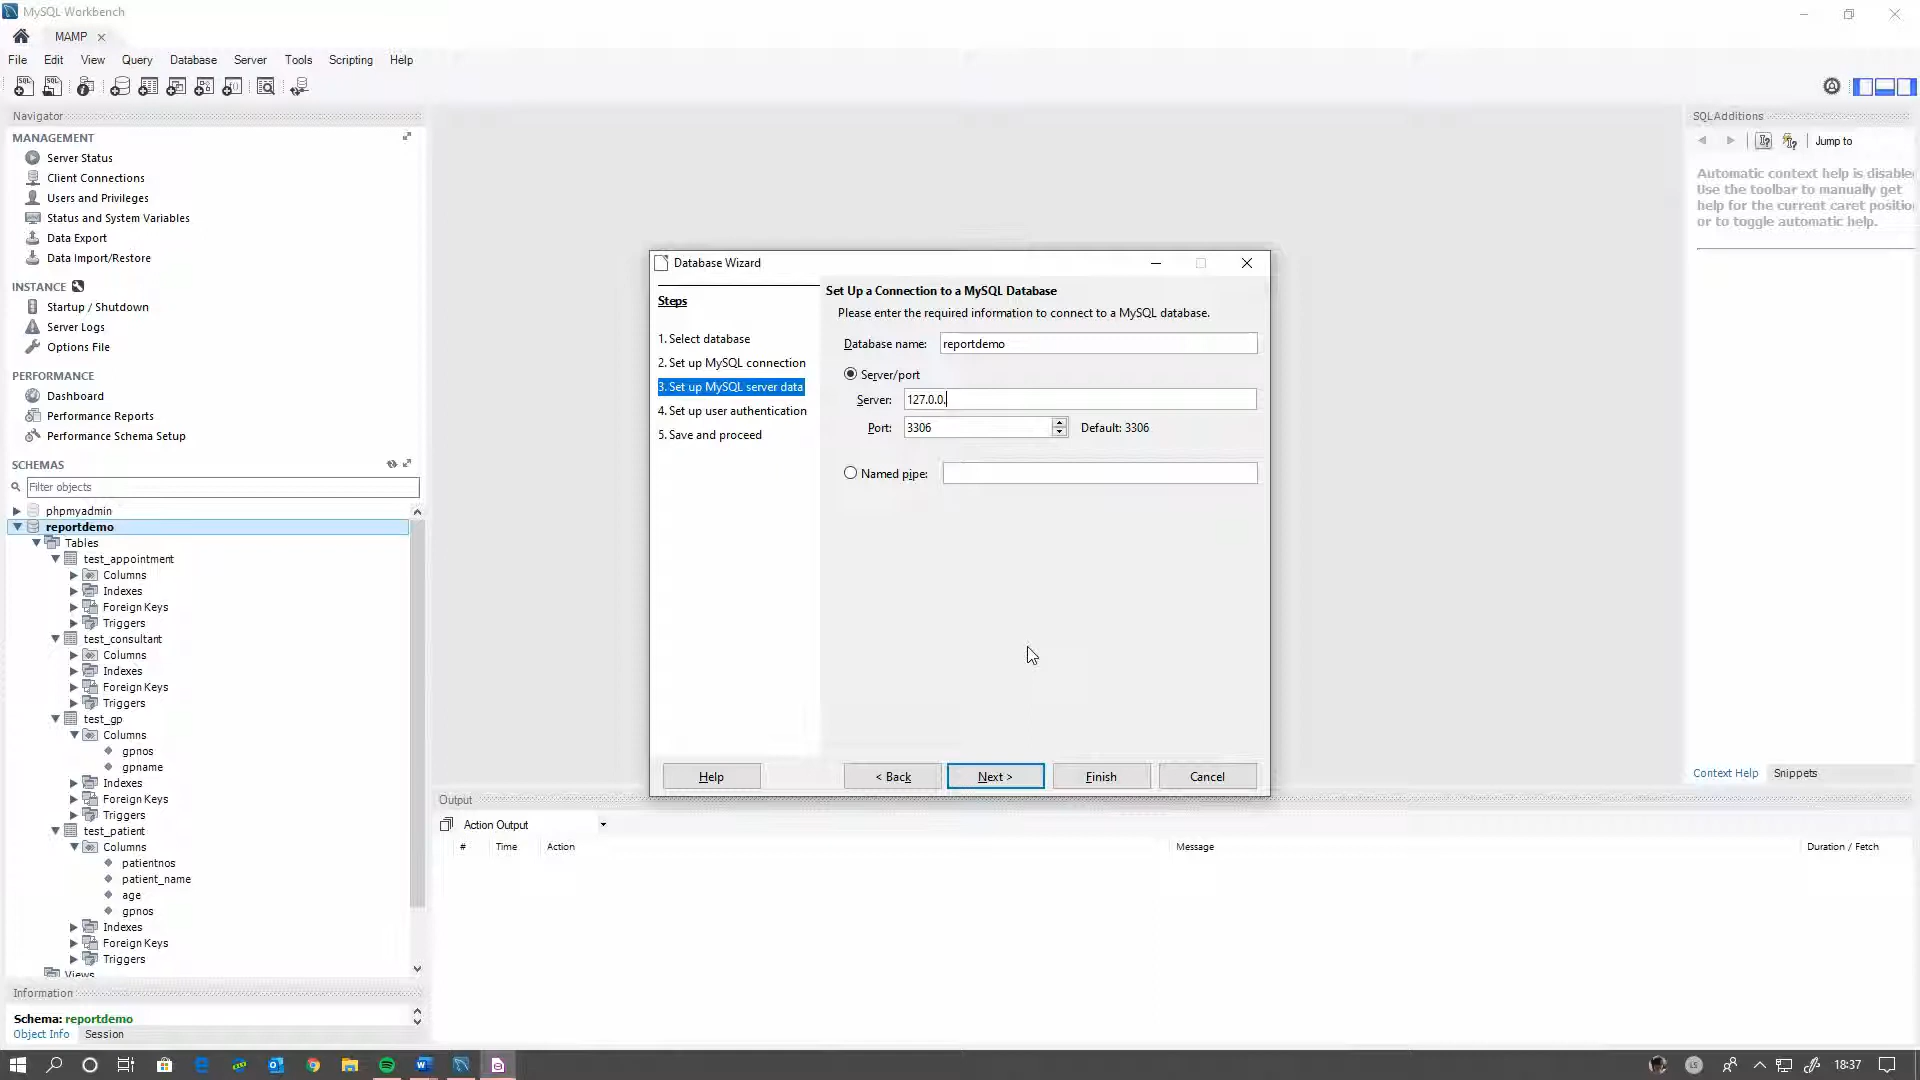 MySQL Workbench
MAMP
File Edit View Query Database Server Tools Scripting Help
Navigator
MANAGEMENT
Server Status
Client Connections
Users and Privileges
Status and System Variables
Data Export
Data Import/Restore
INSTANCE
Startup / Shutdown
Server Logs
Options File
PERFORMANCE
Dashboard
Performance Reports
Performance Schema Setup
SCHEMAS
Filter objects
phpmyadmin
reportdemo
Tables
test_appointment
Columns
Indexes
Foreign Keys
Triggers
test_consultant
Columns
Indexes
Foreign Keys
Triggers
test_gp
Columns
gpnos
gpname
Indexes
Foreign Keys
Triggers
test_patient
Columns
patientnos
patient_name
age
gpnos
Indexes
Foreign Keys
Triggers
Views
Information
Schema: reportdemo
Object Info Session
Database Wizard
Steps
1. Select database
2. Set up MySQL connection
3. Set up MySQL server data
4. Set up user authentication
5. Save and proceed
Set Up a Connection to a MySQL Database
Please enter the required information to connect to a MySQL database.
Database name: reportdemo
Server/port
Server: 127.0.0.
Port: 3306 Default: 3306
Named pipe:
Help < Back Next > Finish Cancel
Output
Action Output
# Time Action Message Duration / Fetch
SQLAdditions
Jump to
Automatic context help is disable
Use the toolbar to manually get
help for the current caret positio
or to toggle automatic help.
Context Help Snippets
18:37